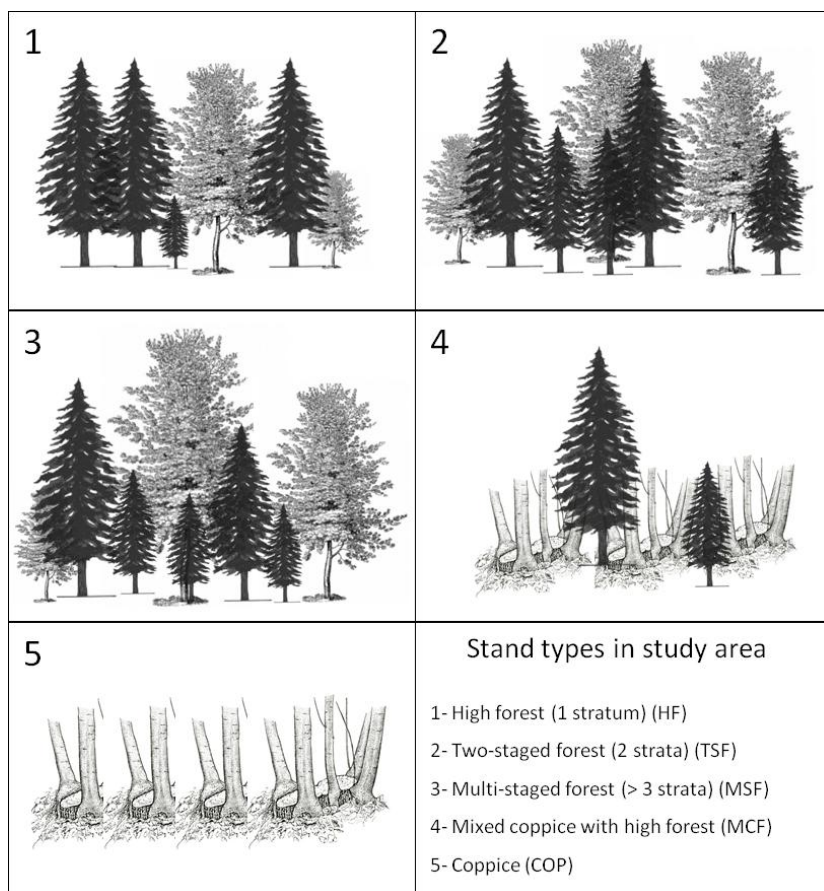 1
2
3
4
5
Stand types in study area
1- High forest (1 stratum) (HF)
2- Two-staged forest (2 strata) (TSF)
3- Multi-staged forest (> 3 strata) (MSF)
4- Mixed coppice with high forest (MCF)
5- Coppice (COP)